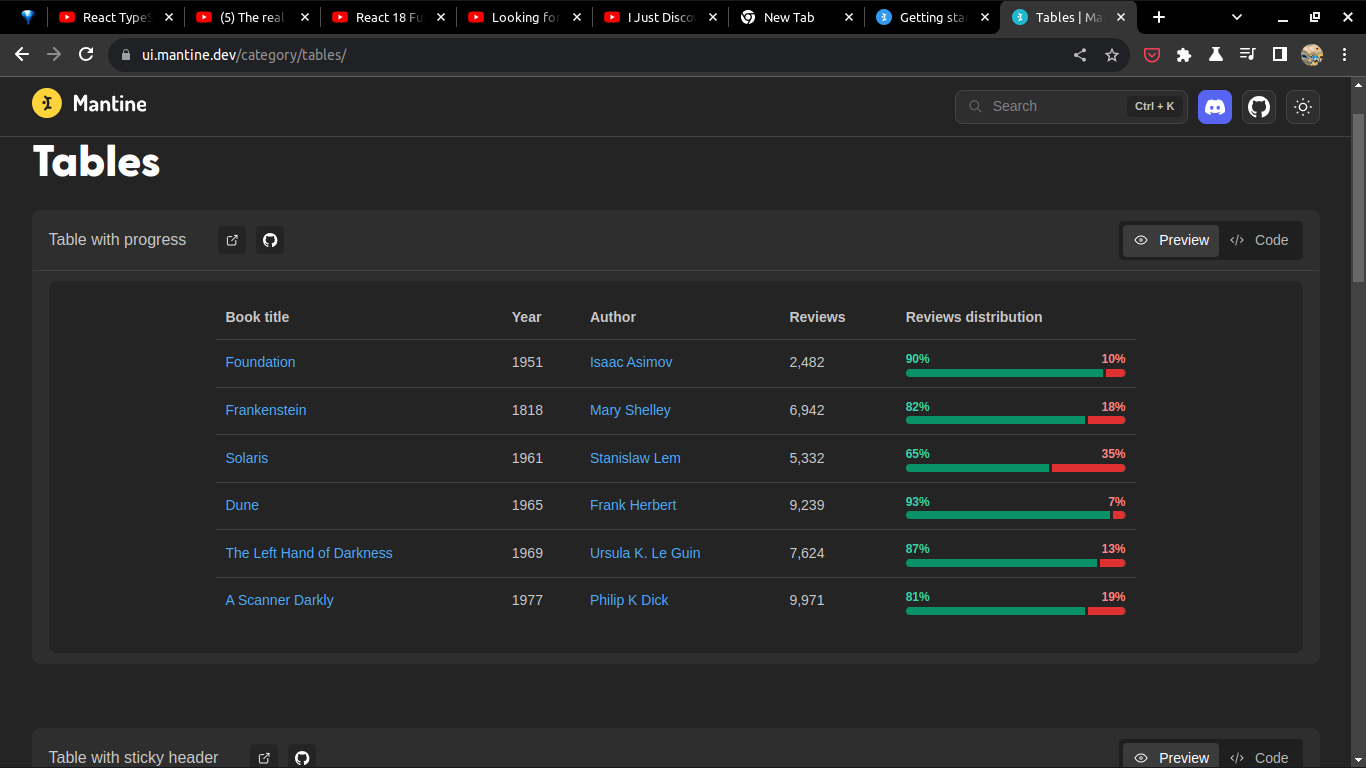 React TypeS (5) The real React 18 Fu Looking for I Just Disco New Tab Getting star Tables | Ma
ui.mantine.dev/category/tables/
Mantine Search Ctrl + K
Tables
Table with progress Preview Code
Book title Year Author Reviews Reviews distribution
Foundation 1951 Isaac Asimov 2,482 90% 10%
Frankenstein 1818 Mary Shelley 6,942 82% 18%
Solaris 1961 Stanislaw Lem 5,332 65% 35%
Dune 1965 Frank Herbert 9,239 93% 7%
The Left Hand of Darkness 1969 Ursula K. Le Guin 7,624 87% 13%
A Scanner Darkly 1977 Philip K Dick 9,971 81% 19%
Table with sticky header Preview Code